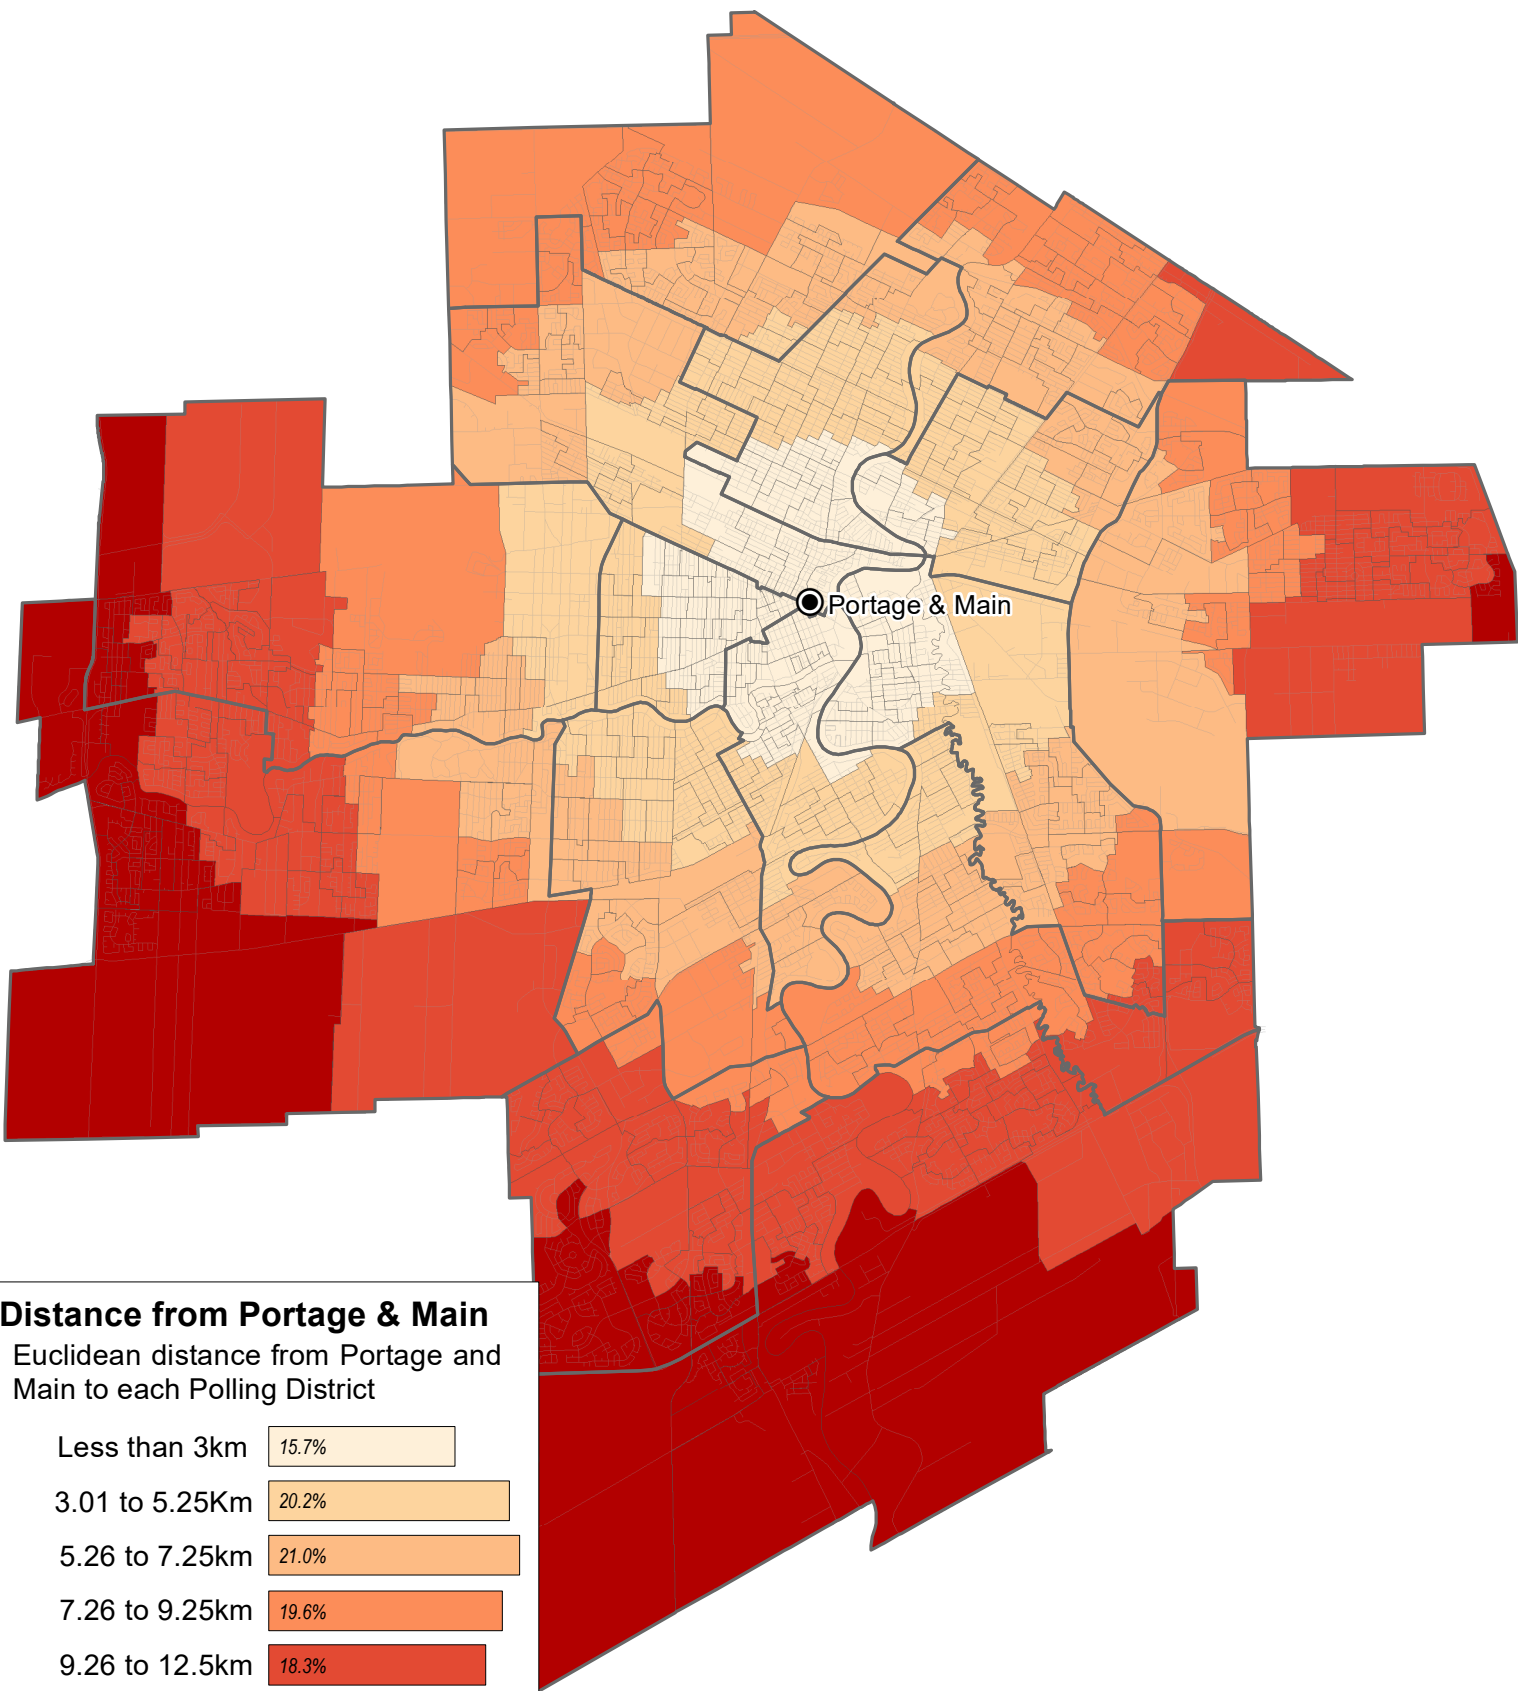 Portage & Main
Distance from Portage & Main
Euclidean distance from Portage and
Main to each Polling District
Less than 3km 15.7%
3.01 to 5.25Km 20.2%
5.26 to 7.25km 21.0%
7.26 to 9.25km 19.6%
9.26 to 12.5km 18.3%